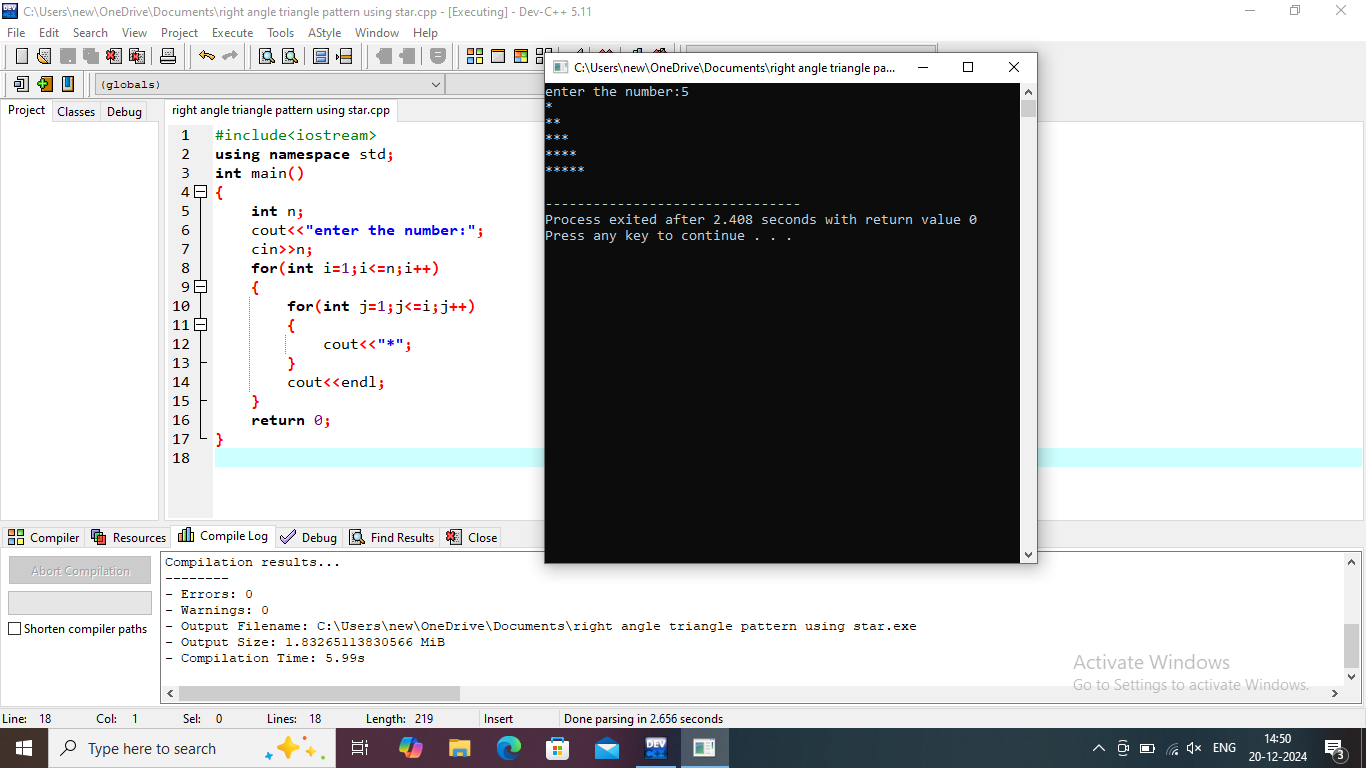 C:\Users\new\OneDrive\Documents\right angle triangle pattern using star.cpp - [Executing] - Dev-C++ 5.11
File Edit Search View Project Execute Tools AStyle Window Help
(globals)
Project Classes Debug
right angle triangle pattern using star.cpp
1 #include<iostream>
2 using namespace std;
3 int main()
4 {
5 int n;
6 cout<<"enter the number:";
7 cin>>n;
8 for(int i=1;i<=n;i++)
9 {
10 for(int j=1;j<=i;j++)
11 {
12 cout<<"*";
13 }
14 cout<<endl;
15 }
16 return 0;
17 }
18
C:\Users\new\OneDrive\Documents\right angle triangle pa...
enter the number:5
*
**
***
****
*****
--------------------------------
Process exited after 2.408 seconds with return value 0
Press any key to continue . . .
Compiler Resources Compile Log Debug Find Results Close
Abort Compilation
Shorten compiler paths
Compilation results...
--------
- Errors: 0
- Warnings: 0
- Output Filename: C:\Users\new\OneDrive\Documents\right angle triangle pattern using star.exe
- Output Size: 1.83265113830566 MiB
- Compilation Time: 5.99s
Activate Windows
Go to Settings to activate Windows.
Line: 18 Col: 1 Sel: 0 Lines: 18 Length: 219 Insert Done parsing in 2.656 seconds
Type here to search
DEV
ENG
14:50
20-12-2024
3